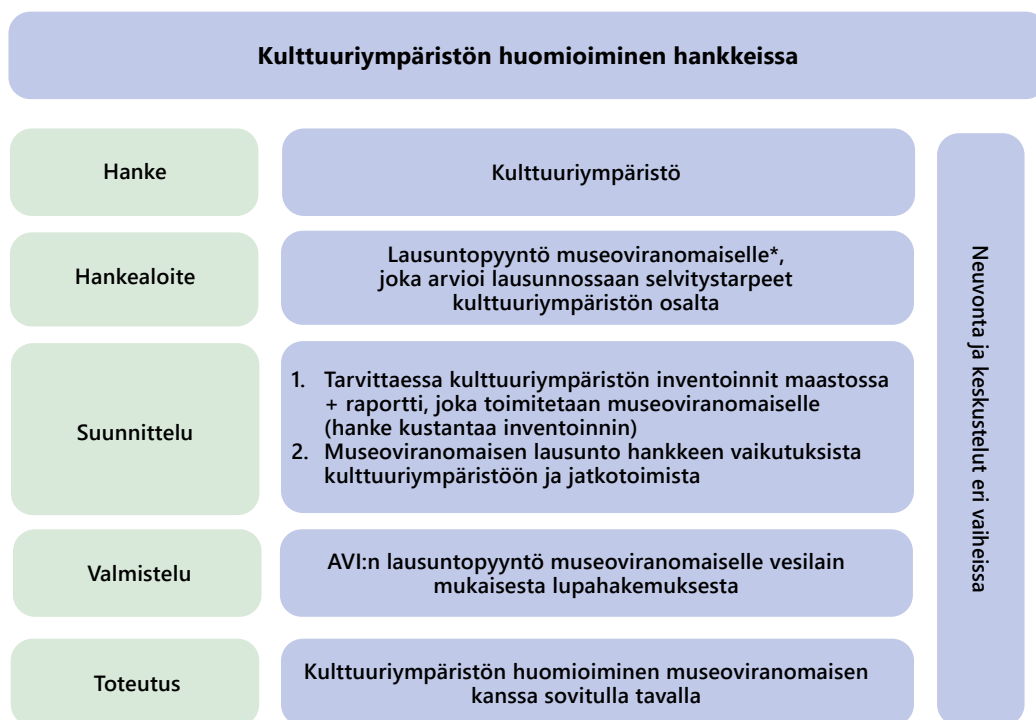 Kulttuuriympäristön huomioiminen hankkeissa
Hanke
Kulttuuriympäristö
Hankealoite
Lausuntopyyntö museoviranomaiselle*,
joka arvioi lausunnossaan selvitystarpeet
kulttuuriympäristön osalta
Suunnittelu
1. Tarvittaessa kulttuuriympäristön inventoinnit maastossa
+ raportti, joka toimitetaan museoviranomaiselle
(hanke kustantaa inventoinnin)
2. Museoviranomaisen lausunto hankkeen vaikutuksista
kulttuuriympäristöön ja jatkotoimista
Valmistelu
AVI:n lausuntopyyntö museoviranomaiselle vesilain
mukaisesta lupahakemuksesta
Toteutus
Kulttuuriympäristön huomioiminen museoviranomaisen
kanssa sovitulla tavalla
Neuvonta ja keskustelut eri vaiheissa